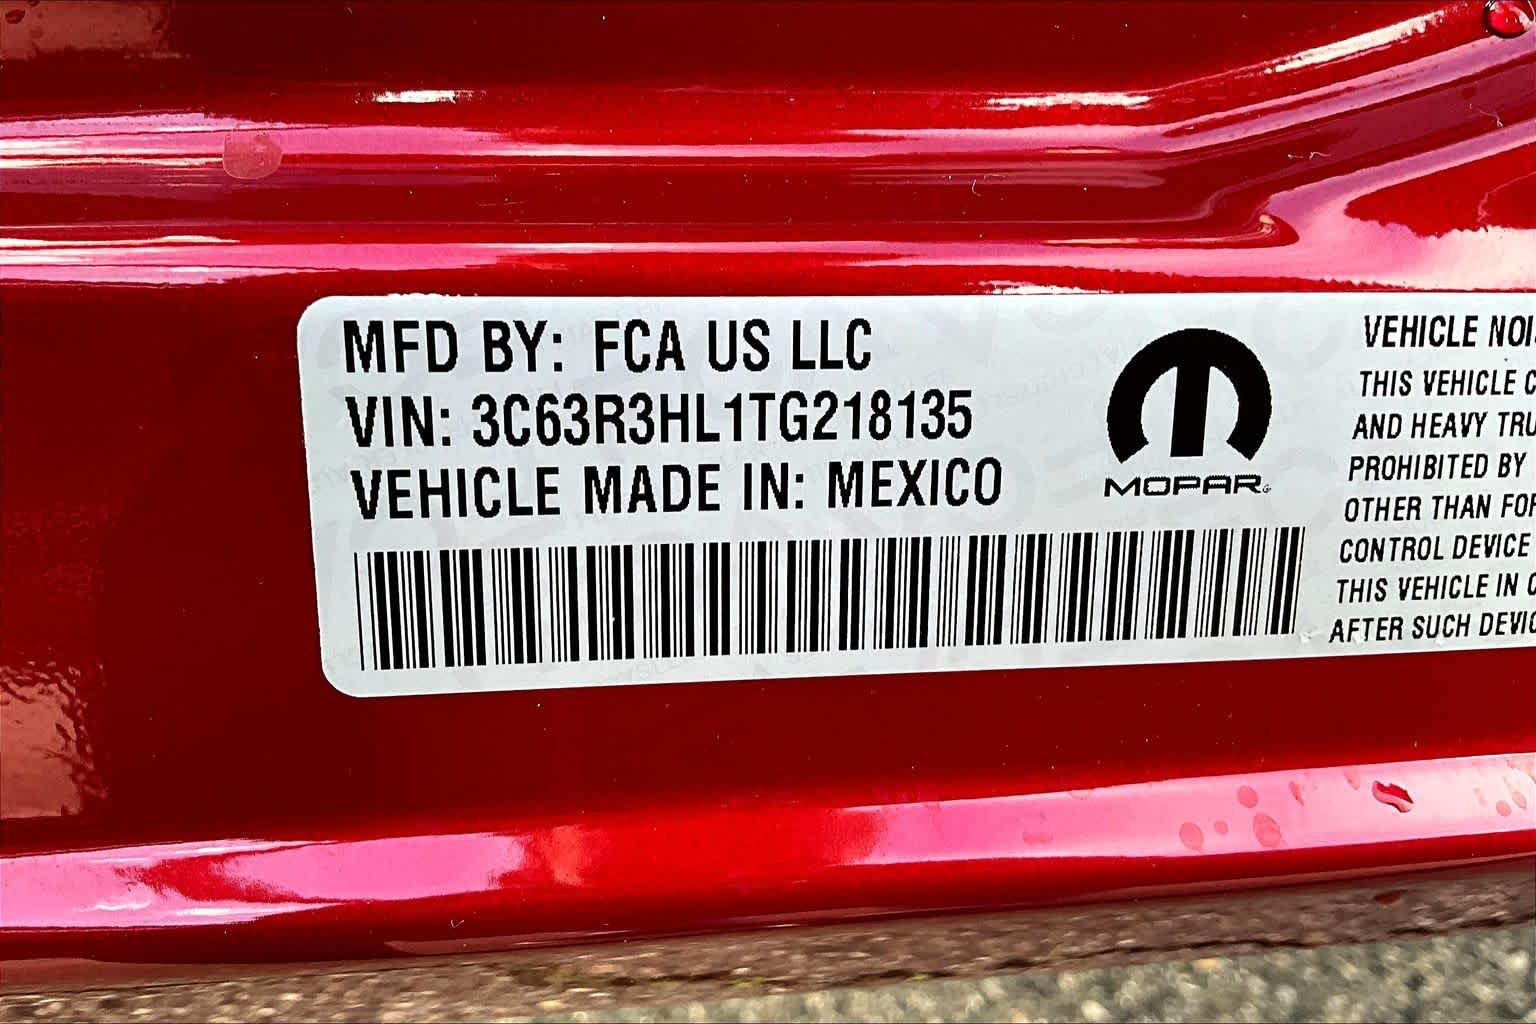 MFD BY: FCA US LLC
VIN: 3C63R3HL1TG218135
VEHICLE MADE IN: MEXICO
MOPAR
VEHICLE
THIS VEHICLE
AND HEAVY
PROHIBITED BY
OTHER THAN
CONTROL DEVICE
THIS VEHICLE IN
AFTER SUCH